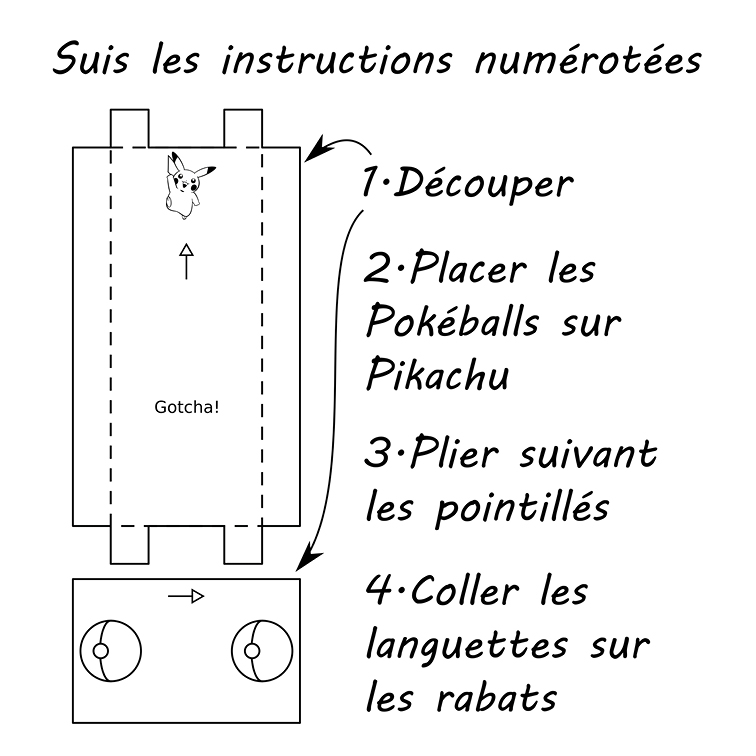 Suis les instructions numérotées
1·Découper
2·Placer les
Pokéballs sur
Pikachu
Gotcha!
3·Plier suivant
les pointillés
4·Coller les
languettes sur
les rabats